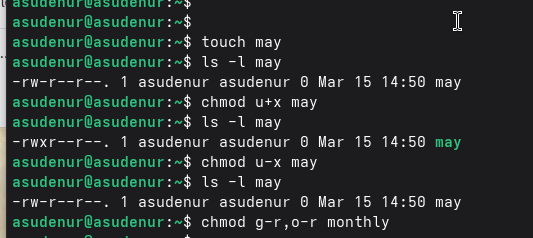 asudenur@asudenur:~$
asudenur@asudenur:~$
asudenur@asudenur:~$ touch may
asudenur@asudenur:~$ ls -l may
-rw-r--r--. 1 asudenur asudenur 0 Mar 15 14:50 may
asudenur@asudenur:~$ chmod u+x may
asudenur@asudenur:~$ ls -l may
-rwxr--r--. 1 asudenur asudenur 0 Mar 15 14:50 may
asudenur@asudenur:~$ chmod u-x may
asudenur@asudenur:~$ ls -l may
-rw-r--r--. 1 asudenur asudenur 0 Mar 15 14:50 may
asudenur@asudenur:~$ chmod g-r,o-r monthly